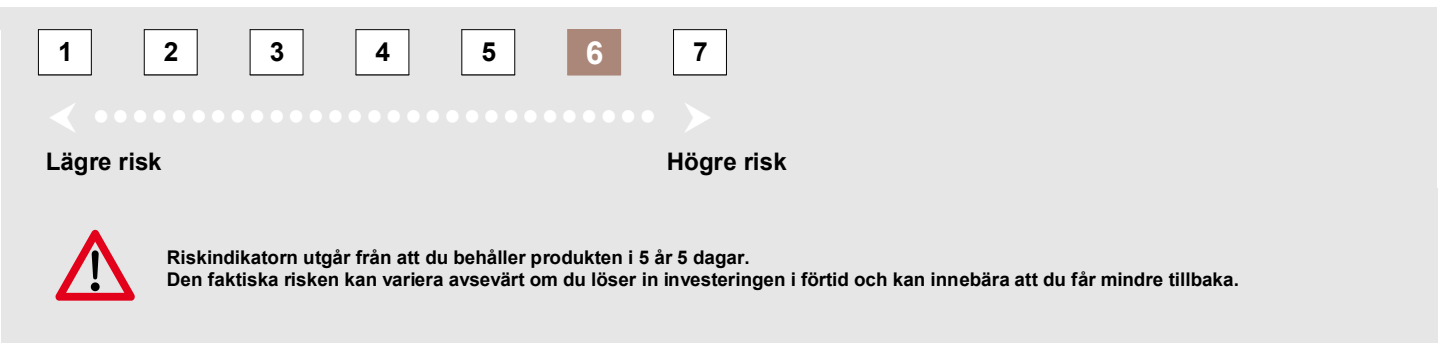 1 2 3 4 5 6 7
Lägre risk Högre risk
Riskindikatorn utgår från att du behåller produkten i 5 år 5 dagar.
Den faktiska risken kan variera avsevärt om du löser in investeringen i förtid och kan innebära att du får mindre tillbaka.